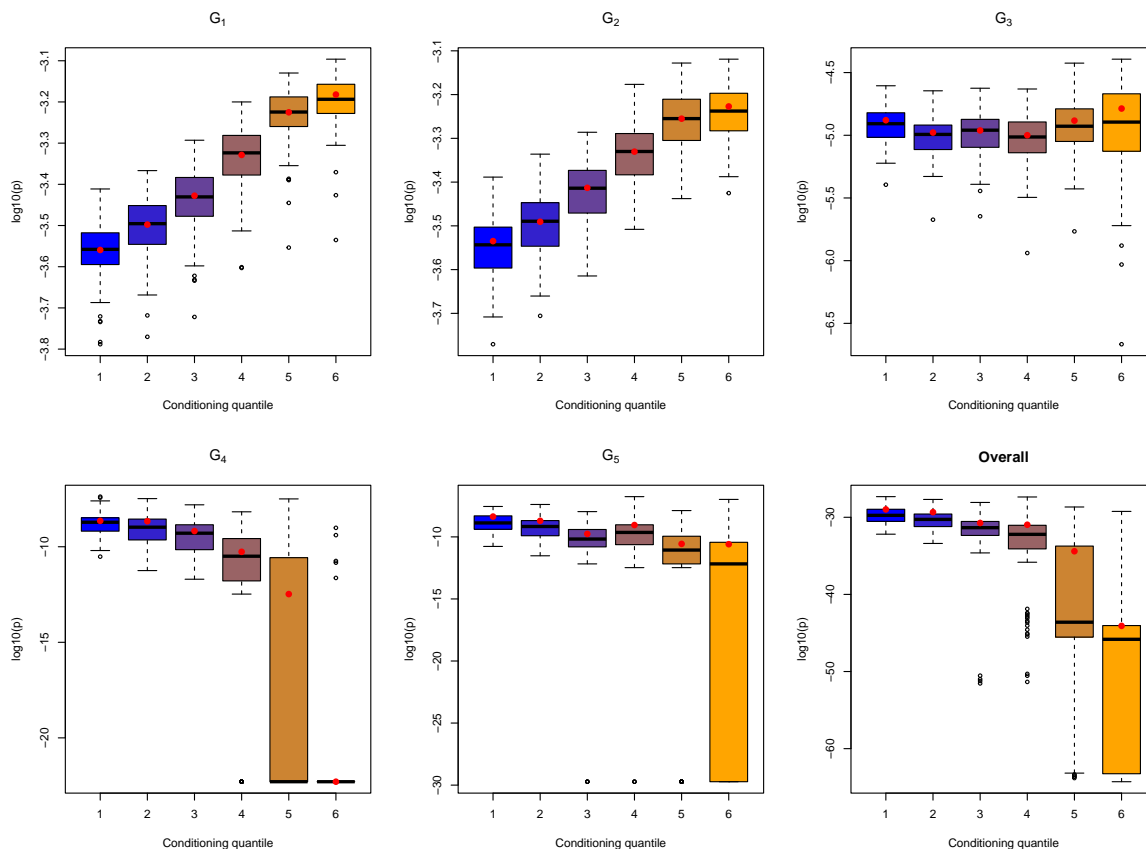 G₁
log10(p)
−3.1
−3.2
−3.3
−3.4
−3.5
−3.6
−3.7
−3.8
1 2 3 4 5 6
Conditioning quantile
G₂
log10(p)
−3.1
−3.2
−3.3
−3.4
−3.5
−3.6
−3.7
1 2 3 4 5 6
Conditioning quantile
G₃
log10(p)
−4.5
−5.0
−5.5
−6.0
−6.5
1 2 3 4 5 6
Conditioning quantile
G₄
log10(p)
−10
−15
−20
1 2 3 4 5 6
Conditioning quantile
G₅
log10(p)
−5
−10
−15
−20
−25
−30
1 2 3 4 5 6
Conditioning quantile
Overall
log10(p)
−30
−40
−50
−60
1 2 3 4 5 6
Conditioning quantile